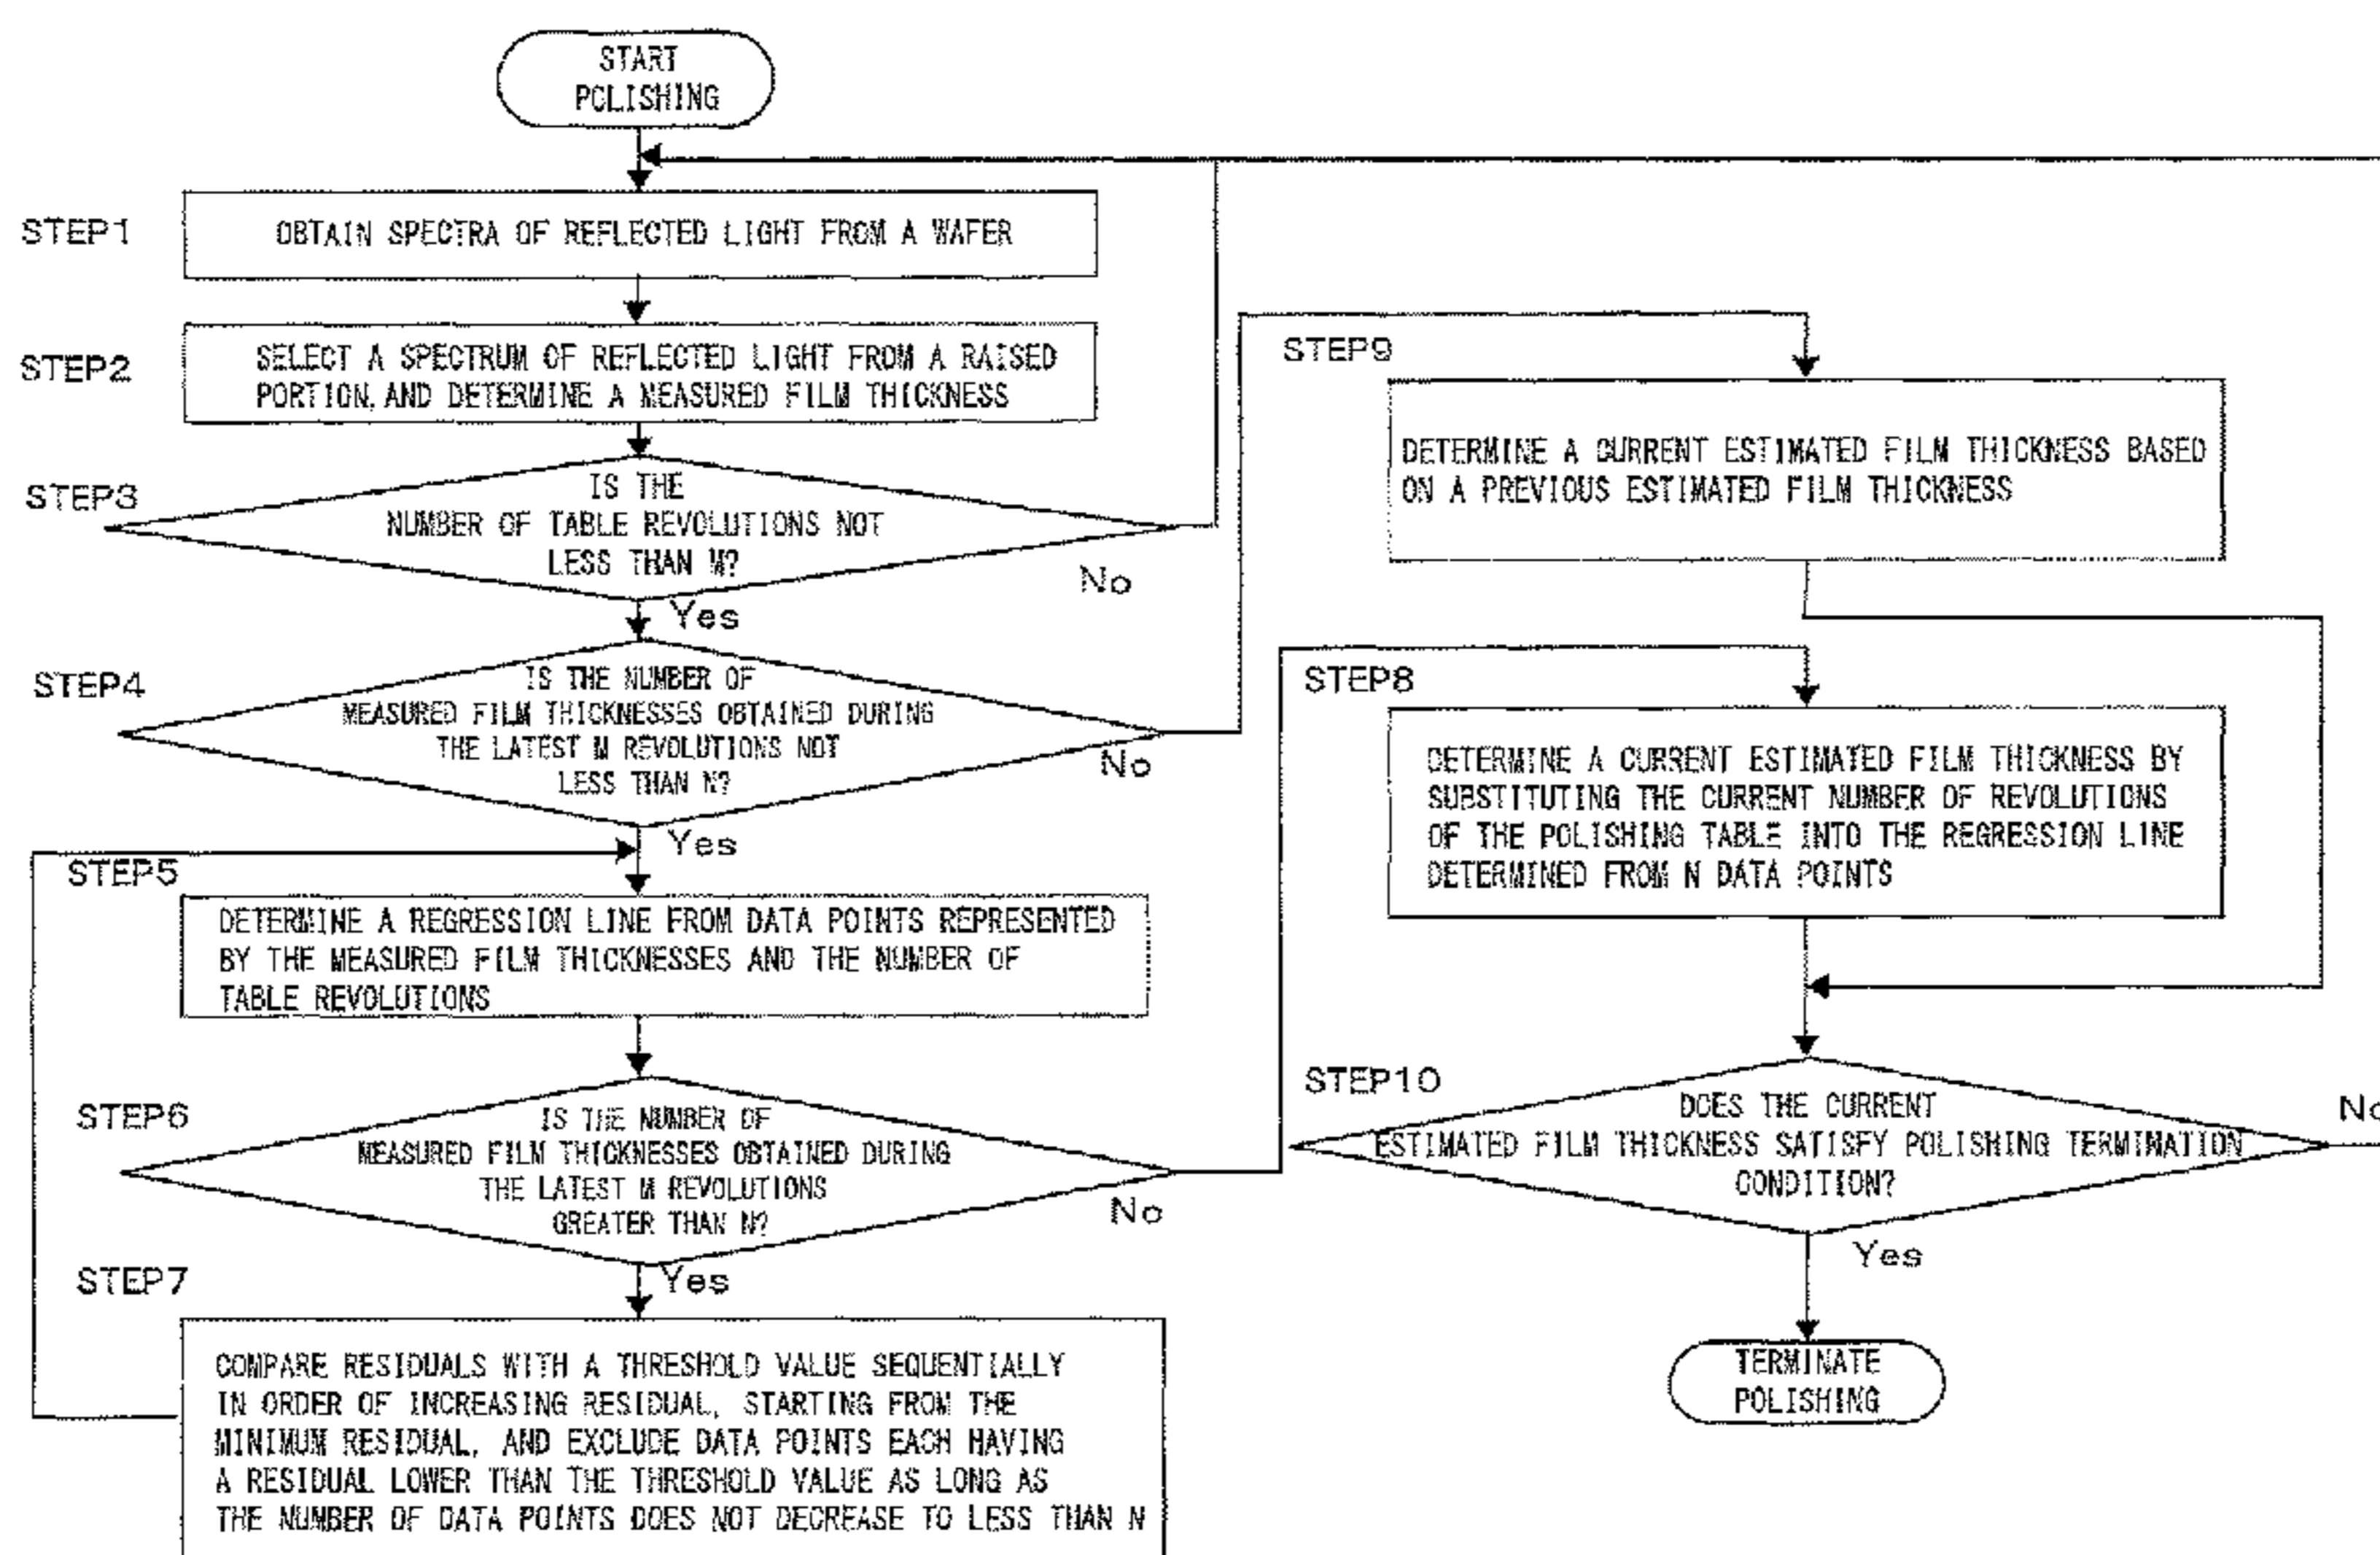 START
POLISHING
STEP1
OBTAIN SPECTRA OF REFLECTED LIGHT FROM A WAFER
STEP2
SELECT A SPECTRUM OF REFLECTED LIGHT FROM A RAISED
PORTION, AND DETERMINE A MEASURED FILM THICKNESS
STEP3
IS THE
NUMBER OF TABLE REVOLUTIONS NOT
LESS THAN M?
No
Yes
STEP4
IS THE NUMBER OF
MEASURED FILM THICKNESSES OBTAINED DURING
THE LATEST M REVOLUTIONS NOT
LESS THAN N?
No
Yes
STEP5
DETERMINE A REGRESSION LINE FROM DATA POINTS REPRESENTED
BY THE MEASURED FILM THICKNESSES AND THE NUMBER OF
TABLE REVOLUTIONS
STEP6
IS THE NUMBER OF
MEASURED FILM THICKNESSES OBTAINED DURING
THE LATEST M REVOLUTIONS
GREATER THAN N?
No
Yes
STEP7
COMPARE RESIDUALS WITH A THRESHOLD VALUE SEQUENTIALLY
IN ORDER OF INCREASING RESIDUAL, STARTING FROM THE
MINIMUM RESIDUAL, AND EXCLUDE DATA POINTS EACH HAVING
A RESIDUAL LOWER THAN THE THRESHOLD VALUE AS LONG AS
THE NUMBER OF DATA POINTS DOES NOT DECREASE TO LESS THAN N
STEP9
DETERMINE A CURRENT ESTIMATED FILM THICKNESS BASED
ON A PREVIOUS ESTIMATED FILM THICKNESS
STEP8
DETERMINE A CURRENT ESTIMATED FILM THICKNESS BY
SUBSTITUTING THE CURRENT NUMBER OF REVOLUTIONS
OF THE POLISHING TABLE INTO THE REGRESSION LINE
DETERMINED FROM N DATA POINTS
STEP10
DOES THE CURRENT
ESTIMATED FILM THICKNESS SATISFY POLISHING TERMINATION
CONDITION?
No
Yes
TERMINATE
POLISHING